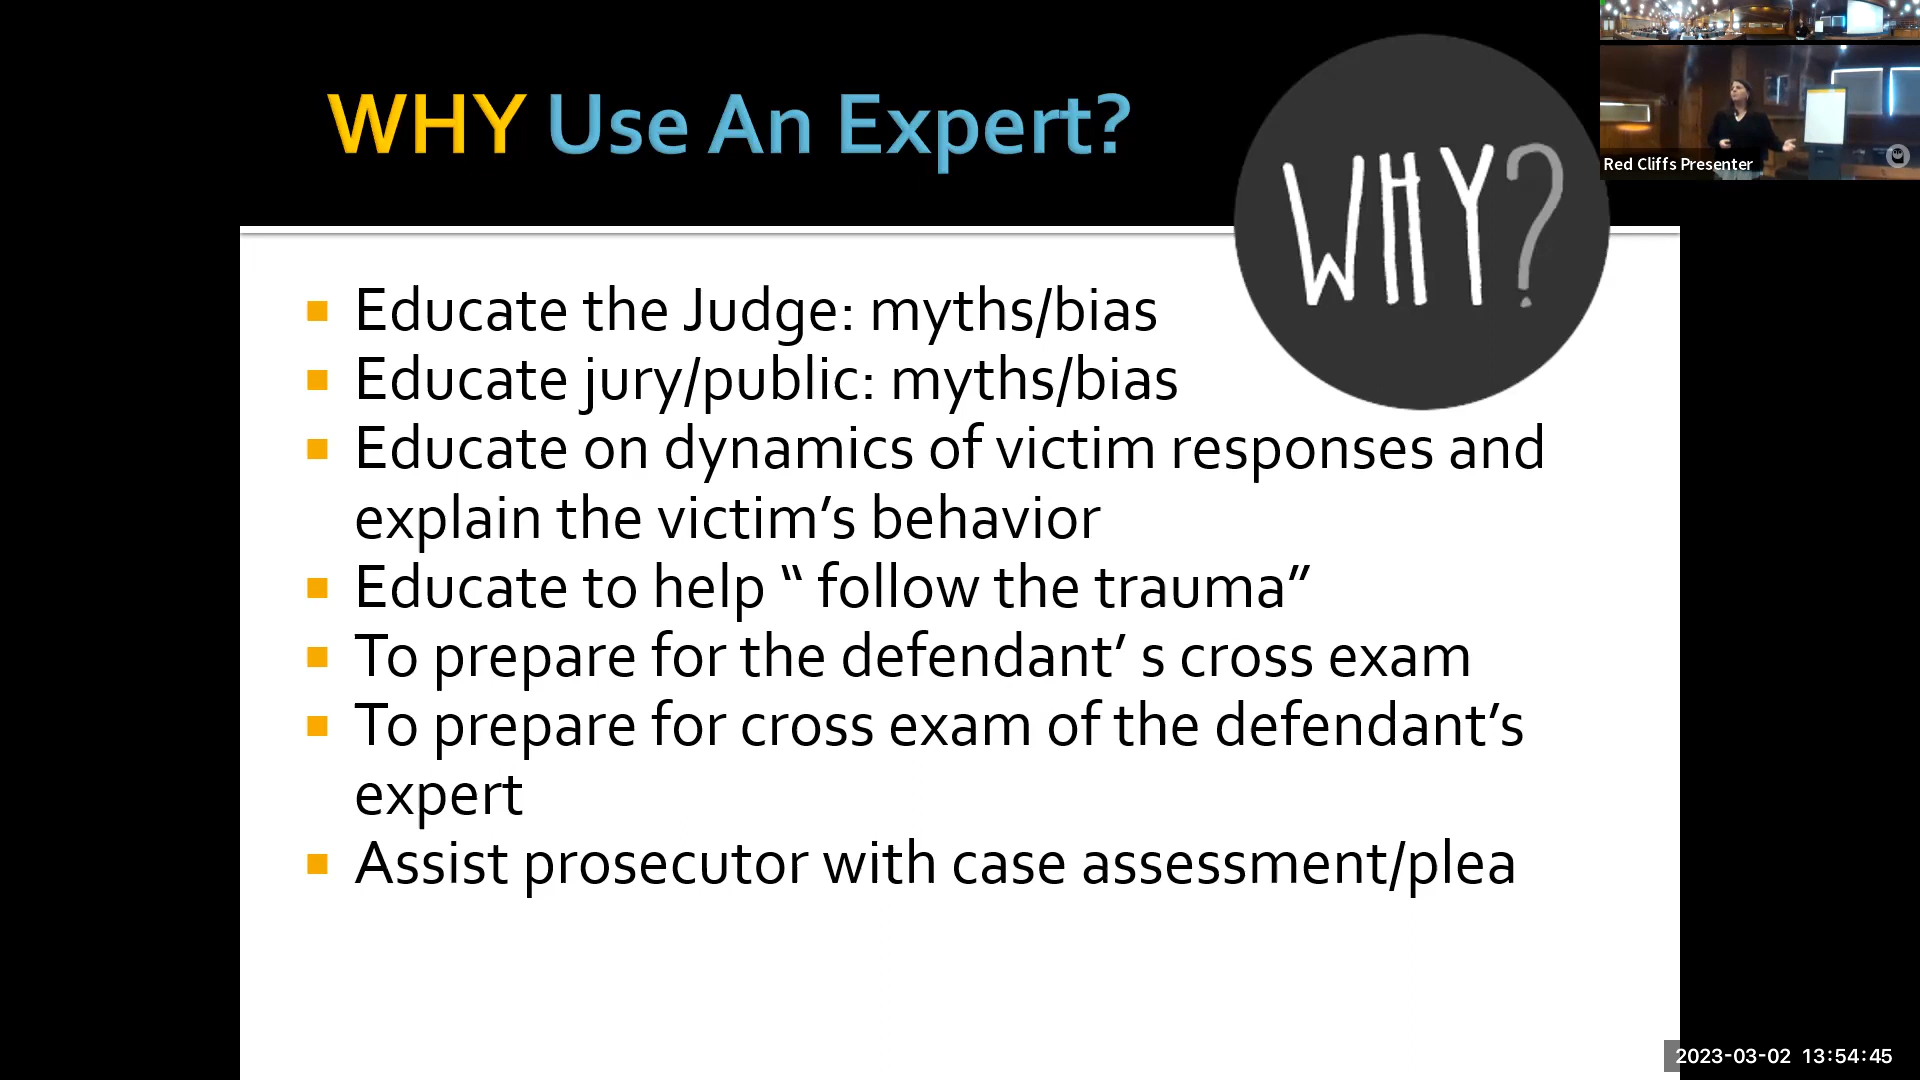 WHY Use An Expert?
WHY?
Red Cliffs Presenter
Educate the Judge: myths/bias
Educate jury/public: myths/bias
Educate on dynamics of victim responses and
explain the victim’s behavior
Educate to help “ follow the trauma”
To prepare for the defendant’ s cross exam
To prepare for cross exam of the defendant’s
expert
Assist prosecutor with case assessment/plea
2023-03-02 13:54:45